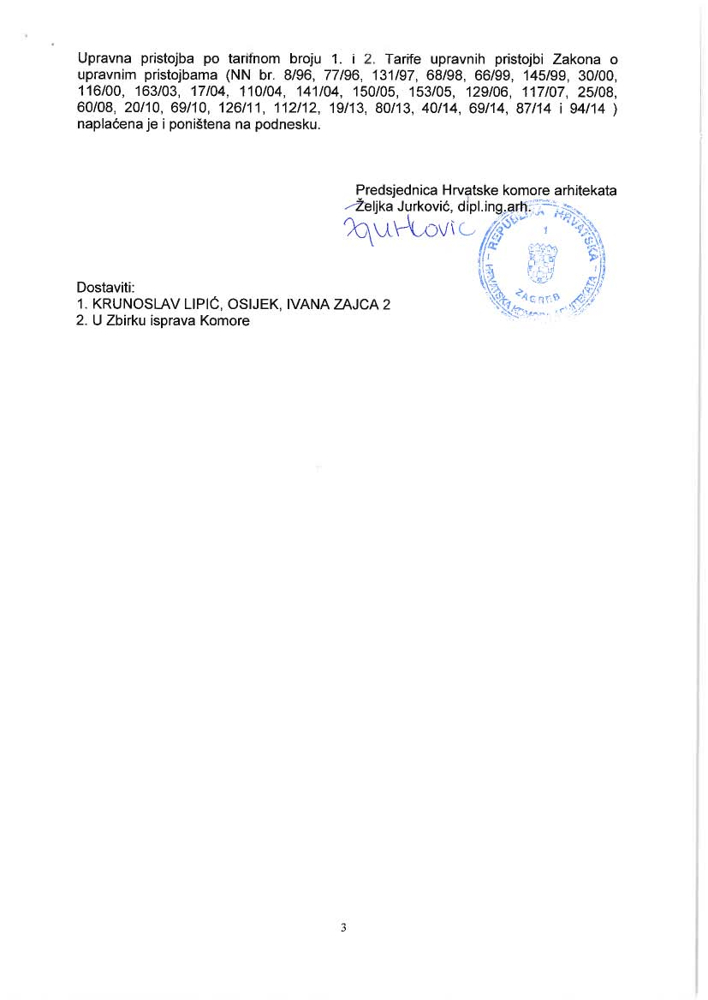 Upravna pristojba po tarifnom broju 1. i 2. Tarife upravnih pristojbi Zakona o
upravnim pristojbama (NN br. 8/96, 77/96, 131/97, 68/98, 66/99, 145/99, 30/00,
116/00, 163/03, 17/04, 110/04, 141/04, 150/05, 153/05, 129/06, 117/07, 25/08,
60/08, 20/10, 69/10, 126/11, 112/12, 19/13, 80/13, 40/14, 69/14, 87/14 i 94/14 )
naplaćena je i poništena na podnesku.
Predsjednica Hrvatske komore arhitekata
Željka Jurković, dipl.ing.arh.
REPUBLIKA HRVATSKA
1
HRVATSKA KOMORA ARHITEKATA
ZAGREB
Dostaviti:
1. KRUNOSLAV LIPIĆ, OSIJEK, IVANA ZAJCA 2
2. U Zbirku isprava Komore
3